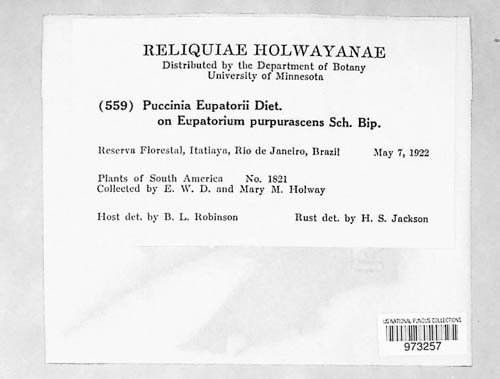 RELIQUIAE HOLWAYANAE
Distributed by the Department of Botany
University of Minnesota
(559) Puccinia Eupatorii Diet.
on Eupatorium purpurascens Sch. Bip.
Reserva Florestal, Itatiaya, Rio de Janeiro, Brazil May 7, 1922
Plants of South America No. 1821
Collected by E. W. D. and Mary M. Holway
Host det. by B. L. Robinson Rust det. by H. S. Jackson
US NATIONAL FUNGUS COLLECTIONS
973257